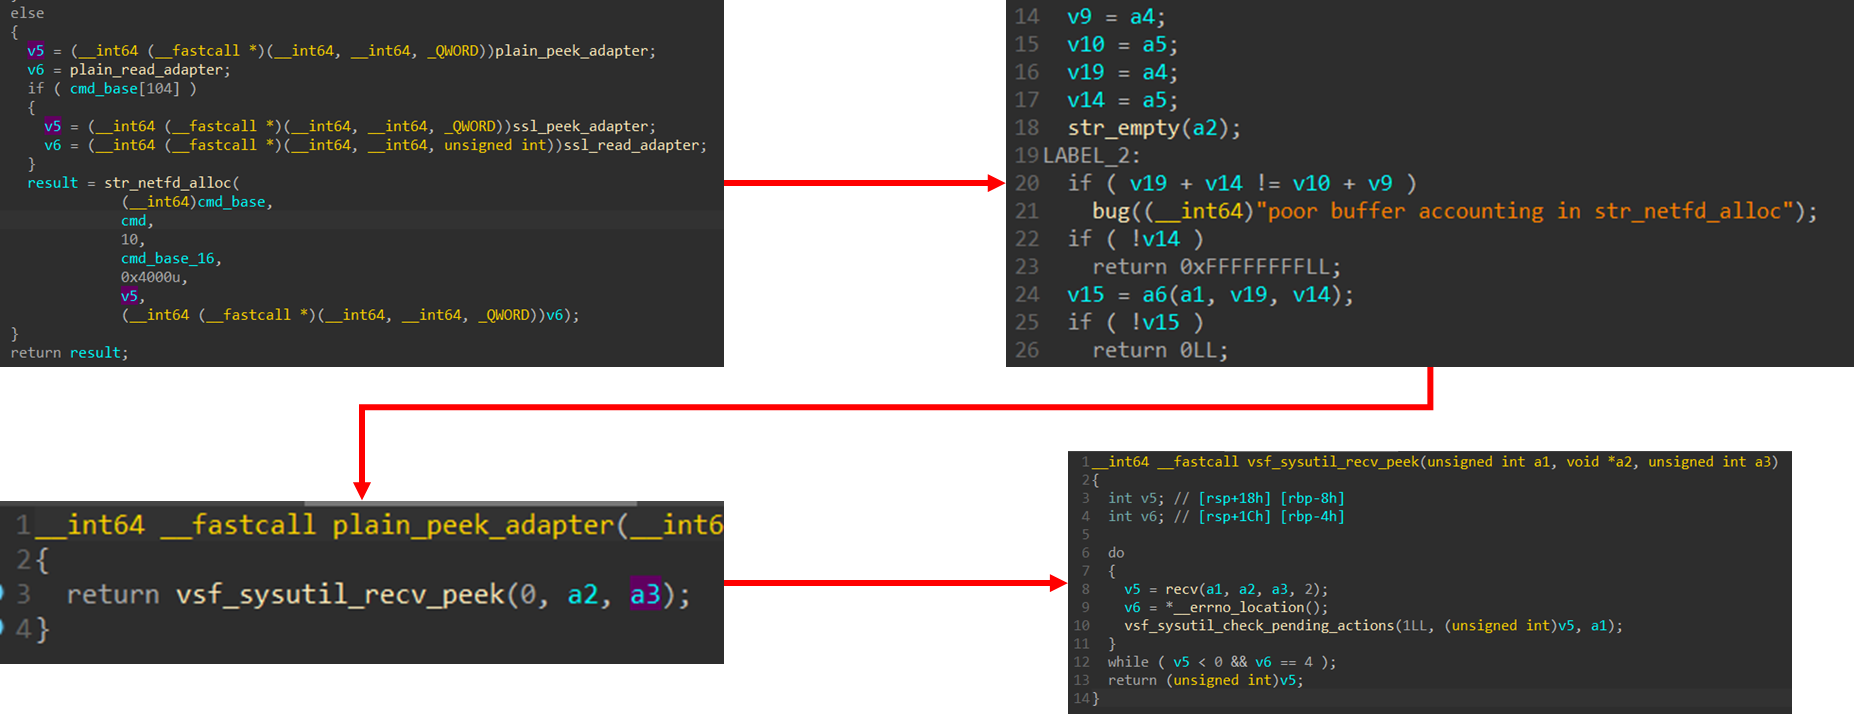 else
{
v5 = (__int64 (__fastcall *)(__int64, __int64, _QWORD))plain_peek_adapter;
v6 = plain_read_adapter;
if ( cmd_base[104] )
{
v5 = (__int64 (__fastcall *)(__int64, __int64, _QWORD))ssl_peek_adapter;
v6 = (__int64 (__fastcall *)(__int64, __int64, unsigned int))ssl_read_adapter;
}
result = str_netfd_alloc(
(__int64)cmd_base,
cmd,
10,
cmd_base_16,
0x4000u,
v5,
(__int64 (__fastcall *)(__int64, __int64, _QWORD))v6);
}
return result;
14 v9 = a4;
15 v10 = a5;
16 v19 = a4;
17 v14 = a5;
18 str_empty(a2);
19 LABEL_2:
20 if ( v19 + v14 != v10 + v9 )
21 bug((__int64)"poor buffer accounting in str_netfd_alloc");
22 if ( !v14 )
23 return 0xFFFFFFFFLL;
24 v15 = a6(a1, v19, v14);
25 if ( !v15 )
26 return 0LL;
1 __int64 __fastcall plain_peek_adapter(__int6
2 {
3 return vsf_sysutil_recv_peek(0, a2, a3);
4 }
1 __int64 __fastcall vsf_sysutil_recv_peek(unsigned int a1, void *a2, unsigned int a3)
2 {
3 int v5; // [rsp+18h] [rbp-8h]
4 int v6; // [rsp+1Ch] [rbp-4h]
5
6 do
7 {
8 v5 = recv(a1, a2, a3, 2);
9 v6 = *__errno_location();
10 vsf_sysutil_check_pending_actions(1LL, (unsigned int)v5, a1);
11 }
12 while ( v5 < 0 && v6 == 4 );
13 return (unsigned int)v5;
14 }